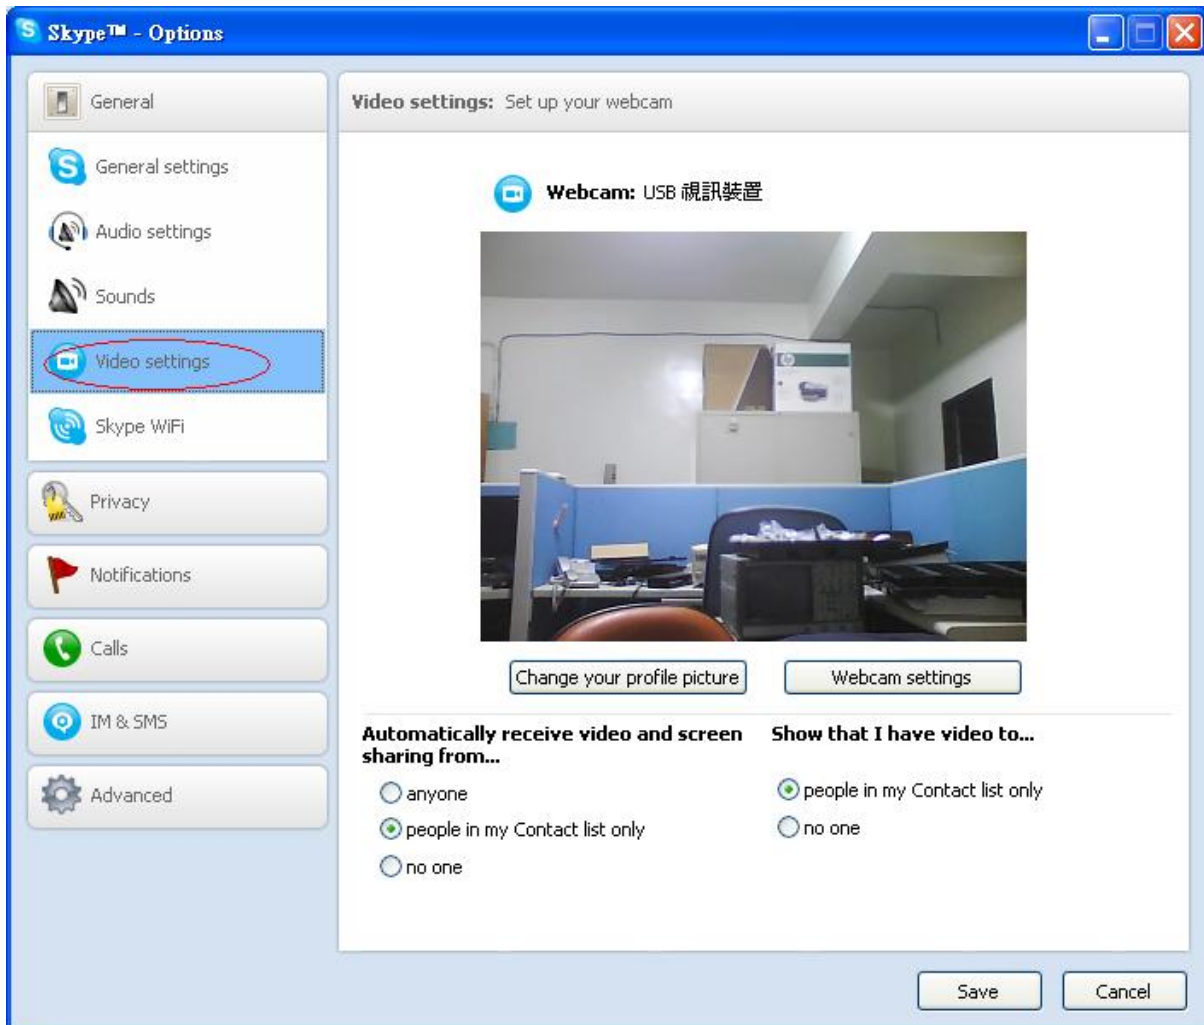 Skype™ - Options
General
General settings
Audio settings
Sounds
Video settings
Skype WiFi
Privacy
Notifications
Calls
IM & SMS
Advanced
Video settings: Set up your webcam
Webcam: USB 視訊裝置
hp
Change your profile picture
Webcam settings
Automatically receive video and screen
sharing from...
anyone
people in my Contact list only
no one
Show that I have video to...
people in my Contact list only
no one
Save
Cancel